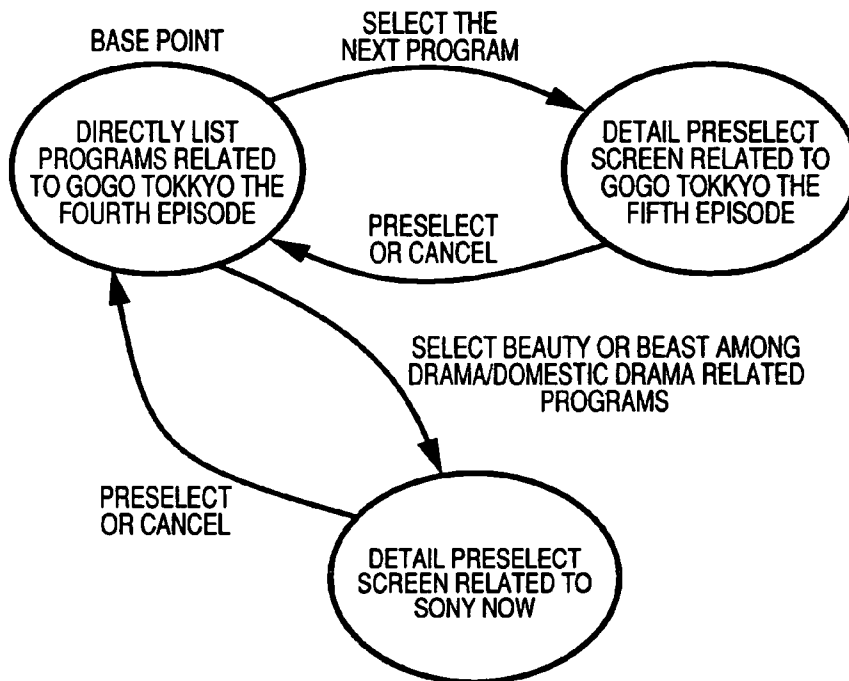 BASE POINT
SELECT THE
NEXT PROGRAM
DIRECTLY LIST
PROGRAMS RELATED
TO GOGO TOKKYO THE
FOURTH EPISODE
DETAIL PRESELECT
SCREEN RELATED TO
GOGO TOKKYO THE
FIFTH EPISODE
PRESELECT
OR CANCEL
SELECT BEAUTY OR BEAST AMONG
DRAMA/DOMESTIC DRAMA RELATED
PROGRAMS
PRESELECT
OR CANCEL
DETAIL PRESELECT
SCREEN RELATED TO
SONY NOW